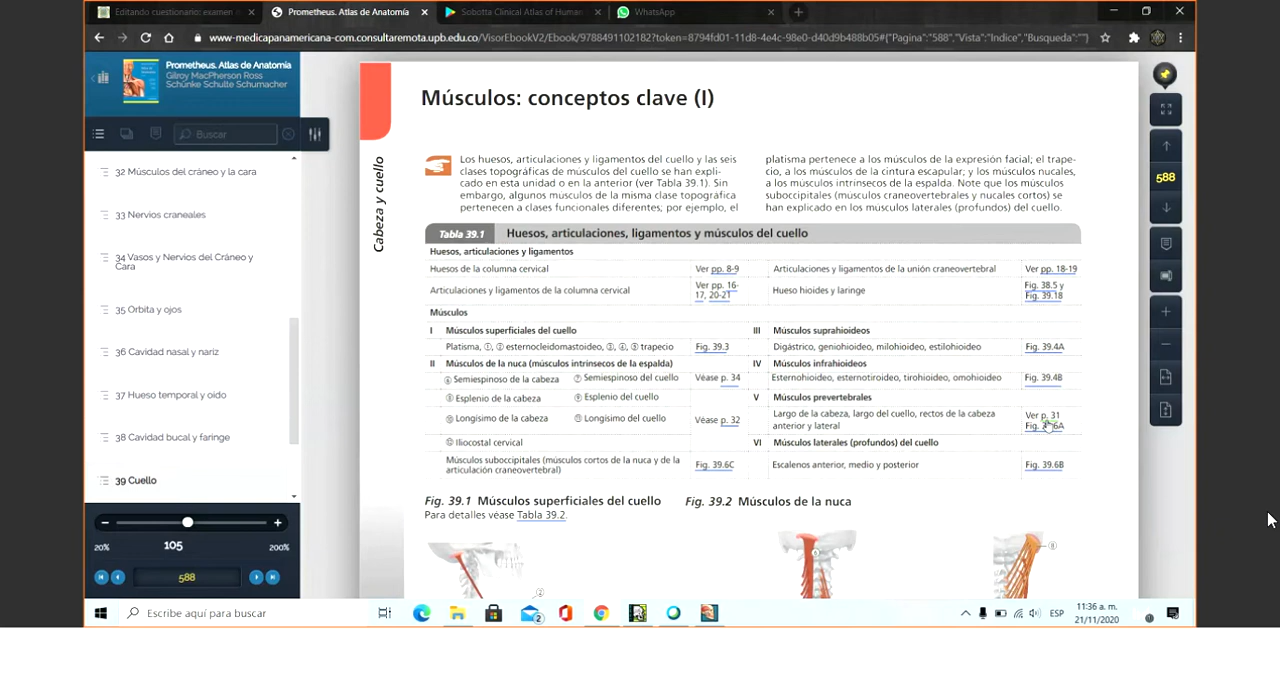 Editando cuestionario: examen
Prometheus. Atlas de Anatomía
Sobotta Clinical Atlas of Human
WhatsApp
www-medicapanamericana-com.consultaremota.upb.edu.co/VisorEbookV2/Ebook/9788491102182?token=8794fd01-11d8-4e4c-98e0-d40d9b488b05#{"Pagina":"588","Vista":"Indice","Busqueda":""}
Prometheus. Atlas de Anatomía
Gilroy MacPherson Ross
Schünke Schulte Schumacher
Buscar
32 Músculos del cráneo y la cara
33 Nervios craneales
34 Vasos y Nervios del Cráneo y
Cara
35 Orbita y ojos
36 Cavidad nasal y nariz
37 Hueso temporal y oido
38 Cavidad bucal y faringe
39 Cuello
20%
105
200%
588
Cabeza y cuello
Músculos: conceptos clave (I)
Los huesos, articulaciones y ligamentos del cuello y las seis
clases topográficas de músculos del cuello se han expli-
cado en esta unidad o en la anterior (ver Tabla 39.1). Sin
embargo, algunos músculos de la misma clase topográfica
pertenecen a clases funcionales diferentes; por ejemplo, el
platisma pertenece a los músculos de la expresión facial; el trape-
cio, a los músculos de la cintura escapular; y los músculos nucales,
a los músculos intrínsecos de la espalda. Note que los músculos
suboccipitales (músculos craneovertebrales y nucales cortos) se
han explicado en los músculos laterales (profundos) del cuello.
Tabla 39.1 Huesos, articulaciones, ligamentos y músculos del cuello
Huesos, articulaciones y ligamentos
Huesos de la columna cervical Ver pp. 8-9 Articulaciones y ligamentos de la unión craneovertebral Ver pp. 18-19
Articulaciones y ligamentos de la columna cervical Ver pp. 16-
17, 20-21 Hueso hioides y laringe Fig. 38.5 y
Fig. 39.18
Músculos
I Músculos superficiales del cuello III Músculos suprahioideos
Platisma, ①, ② esternocleidomastoideo, ③, ④, ⑤ trapecio Fig. 39.3 Digástrico, geniohioideo, milohioideo, estilohioideo Fig. 39.4A
II Músculos de la nuca (músculos intrínsecos de la espalda) IV Músculos infrahioideos
⑥ Semiespinoso de la cabeza ⑦ Semiespinoso del cuello Véase p. 34 Esternohioideo, esternotiroideo, tirohioideo, omohioideo Fig. 39.4B
⑧ Esplenio de la cabeza ⑨ Esplenio del cuello V Músculos prevertebrales
⑩ Longísimo de la cabeza ⑪ Longísimo del cuello Véase p. 32 Largo de la cabeza, largo del cuello, rectos de la cabeza
anterior y lateral Ver p. 31
Fig. 39.6A
⑫ Iliocostal cervical VI Músculos laterales (profundos) del cuello
Músculos suboccipitales (músculos cortos de la nuca y de la
articulación craneovertebral) Fig. 39.6C Escalenos anterior, medio y posterior Fig. 39.6B
Fig. 39.1 Músculos superficiales del cuello
Para detalles véase Tabla 39.2.
Fig. 39.2 Músculos de la nuca
②
⑥
⑧
588
Escribe aquí para buscar
2
ESP
11:36 a. m.
21/11/2020